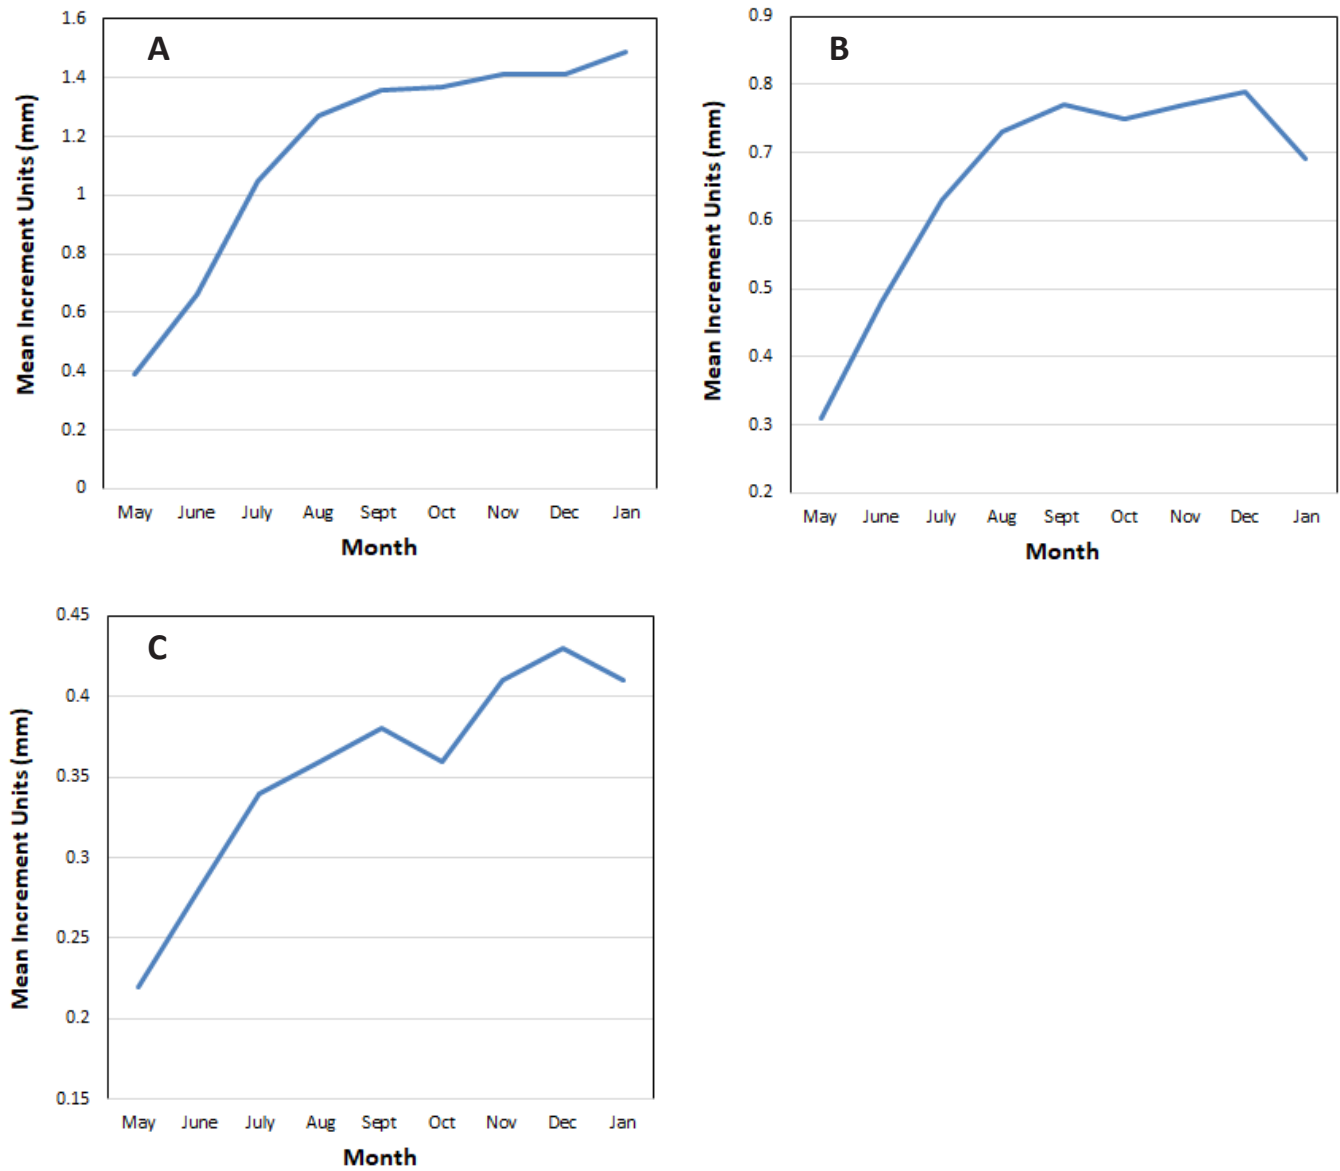 A
Mean Increment Units (mm)
1.6
1.4
1.2
1
0.8
0.6
0.4
0.2
0
May June July Aug Sept Oct Nov Dec Jan
Month
B
Mean Increment Units (mm)
0.9
0.8
0.7
0.6
0.5
0.4
0.3
0.2
May June July Aug Sept Oct Nov Dec Jan
Month
C
Mean Increment Units (mm)
0.45
0.4
0.35
0.3
0.25
0.2
0.15
May June July Aug Sept Oct Nov Dec Jan
Month